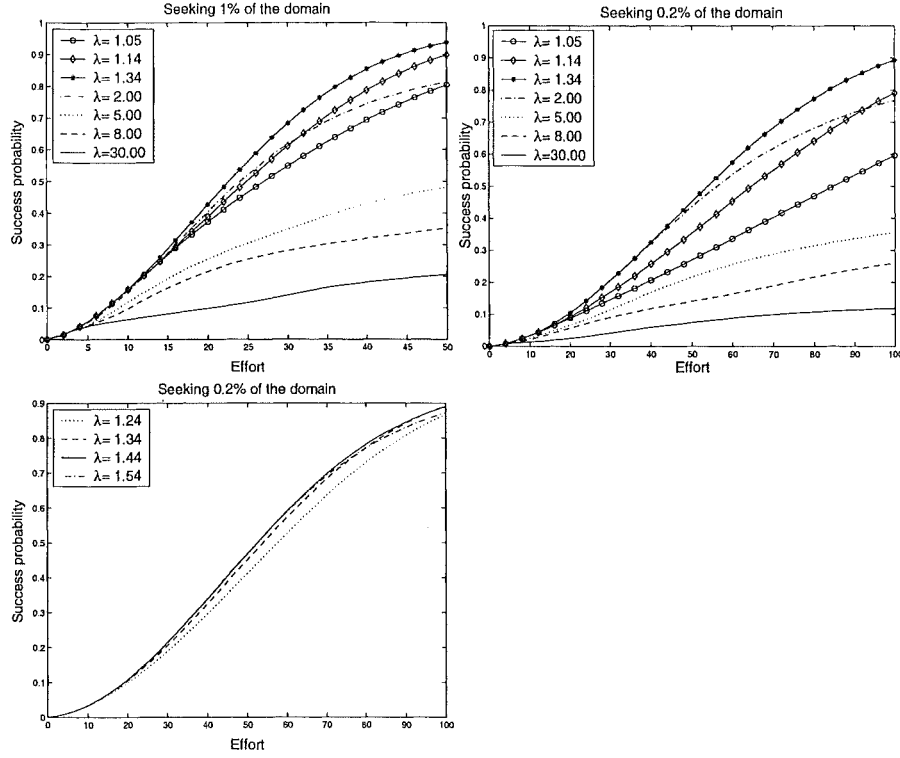 Seeking 1% of the domain
1
0.9
0.8
0.7
0.6
0.5
0.4
0.3
0.2
0.1
0
Success probability
λ= 1.05
λ= 1.14
λ= 1.34
λ= 2.00
λ= 5.00
λ= 8.00
λ=30.00
0 5 10 15 20 25 30 35 40 45 50
Effort
Seeking 0.2% of the domain
1
0.9
0.8
0.7
0.6
0.5
0.4
0.3
0.2
0.1
0
Success probability
λ= 1.05
λ= 1.14
λ= 1.34
λ= 2.00
λ= 5.00
λ= 8.00
λ=30.00
0 10 20 30 40 50 60 70 80 90 100
Effort
Seeking 0.2% of the domain
0.9
0.8
0.7
0.6
0.5
0.4
0.3
0.2
0.1
0
Success probability
λ= 1.24
λ= 1.34
λ= 1.44
λ= 1.54
0 10 20 30 40 50 60 70 80 90 100
Effort